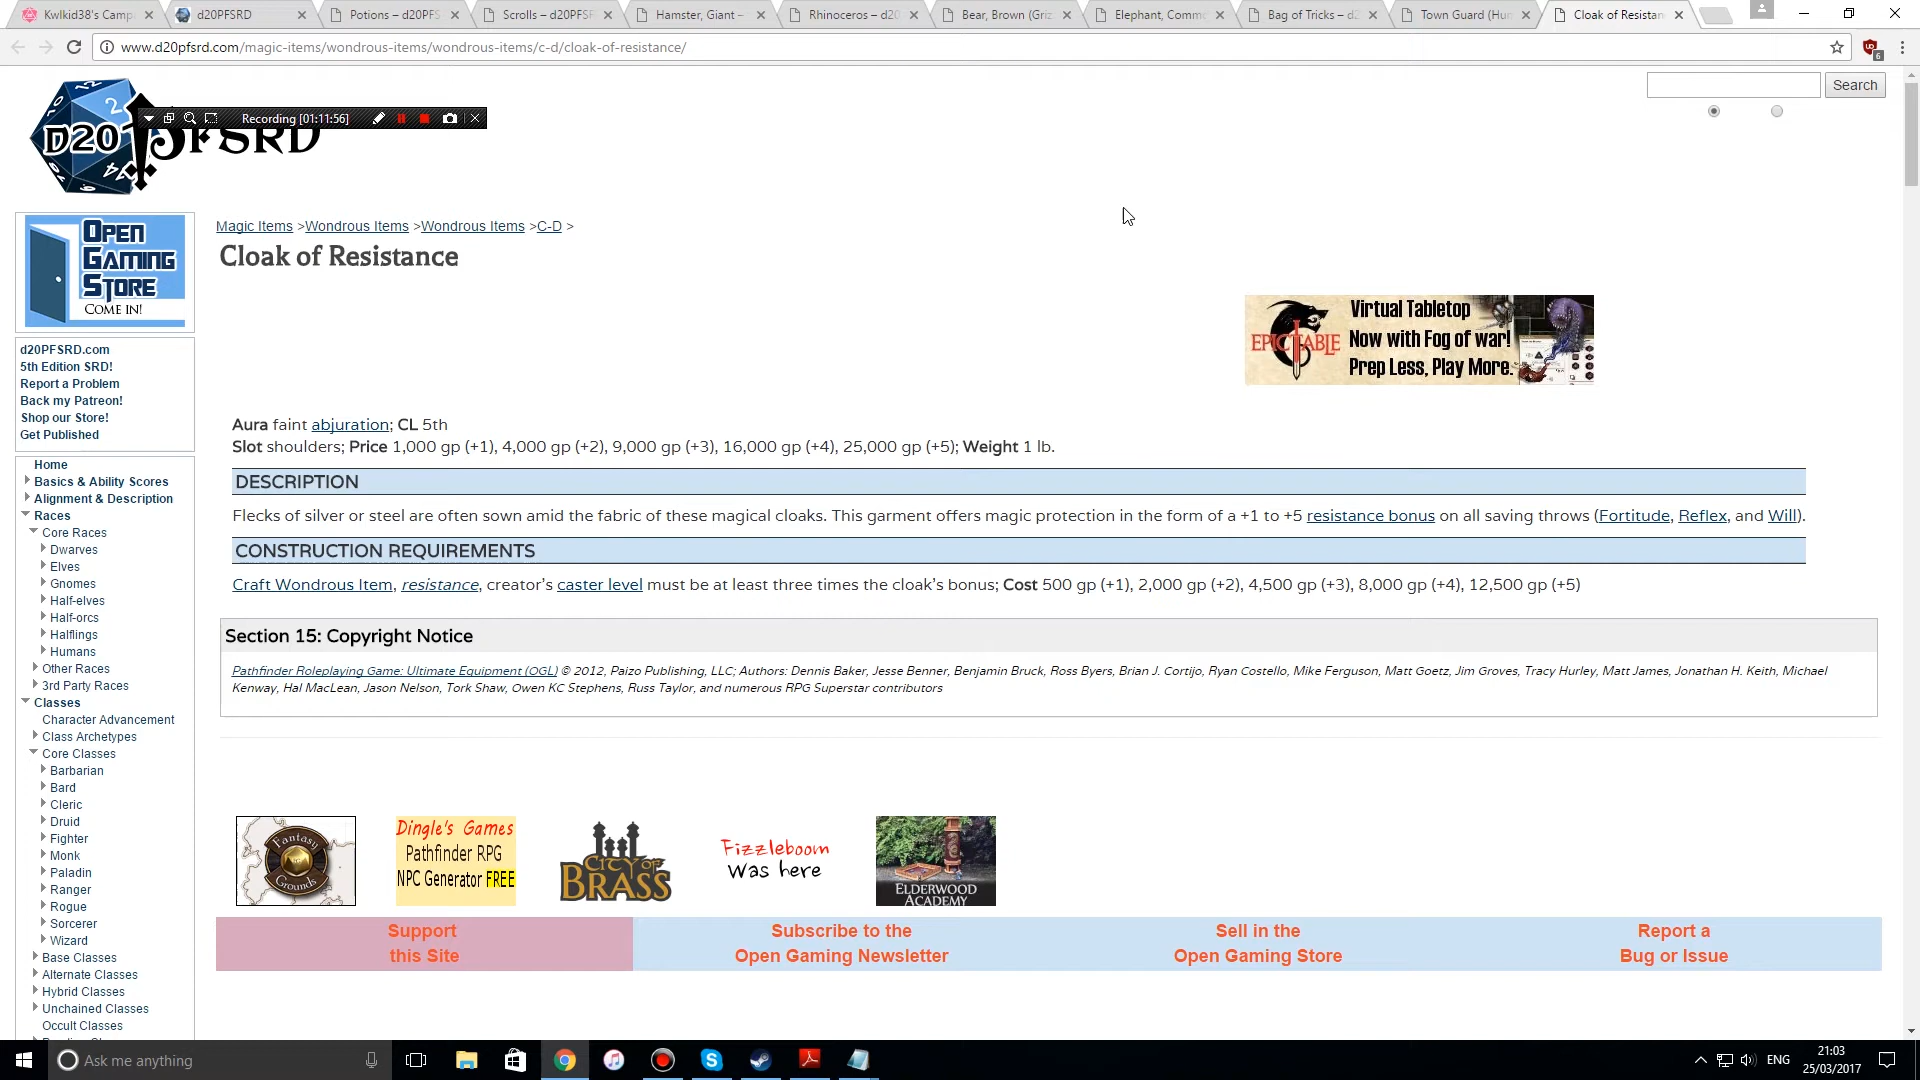 Kwlkid38's Camp
d20PFSRD
Potions – d20PFS
Scrolls – d20PFSF
Hamster, Giant –
Rhinoceros – d20
Bear, Brown (Griz
Elephant, Comm
Bag of Tricks – d2
Town Guard (Hur
Cloak of Resistan
www.d20pfsrd.com/magic-items/wondrous-items/wondrous-items/c-d/cloak-of-resistance/
6
Search
D20 PFSRD
Recording [01:11:56]
Open
Gaming
Store
Come in!
Magic Items >Wondrous Items >Wondrous Items >C-D >
Cloak of Resistance
EPICTABLE
Virtual Tabletop
Now with Fog of war!
Prep Less, Play More.
d20PFSRD.com
5th Edition SRD!
Report a Problem
Back my Patreon!
Shop our Store!
Get Published
Aura faint abjuration; CL 5th
Slot shoulders; Price 1,000 gp (+1), 4,000 gp (+2), 9,000 gp (+3), 16,000 gp (+4), 25,000 gp (+5); Weight 1 lb.
DESCRIPTION
Flecks of silver or steel are often sown amid the fabric of these magical cloaks. This garment offers magic protection in the form of a +1 to +5 resistance bonus on all saving throws (Fortitude, Reflex, and Will).
CONSTRUCTION REQUIREMENTS
Craft Wondrous Item, resistance, creator's caster level must be at least three times the cloak's bonus; Cost 500 gp (+1), 2,000 gp (+2), 4,500 gp (+3), 8,000 gp (+4), 12,500 gp (+5)
Section 15: Copyright Notice
Pathfinder Roleplaying Game: Ultimate Equipment (OGL) © 2012, Paizo Publishing, LLC; Authors: Dennis Baker, Jesse Benner, Benjamin Bruck, Ross Byers, Brian J. Cortijo, Ryan Costello, Mike Ferguson, Matt Goetz, Jim Groves, Tracy Hurley, Matt James, Jonathan H. Keith, Michael
Kenway, Hal MacLean, Jason Nelson, Tork Shaw, Owen KC Stephens, Russ Taylor, and numerous RPG Superstar contributors
Home
Basics & Ability Scores
Alignment & Description
Races
Core Races
Dwarves
Elves
Gnomes
Half-elves
Half-orcs
Halflings
Humans
Other Races
3rd Party Races
Classes
Character Advancement
Class Archetypes
Core Classes
Barbarian
Bard
Cleric
Druid
Fighter
Monk
Paladin
Ranger
Rogue
Sorcerer
Wizard
Base Classes
Alternate Classes
Hybrid Classes
Unchained Classes
Occult Classes
Fantasy
Grounds
Dingle's Games
Pathfinder RPG
NPC Generator FREE
CITY OF
BRASS
Fizzleboom
Was here
ELDERWOOD
ACADEMY
Support
this Site
Subscribe to the
Open Gaming Newsletter
Sell in the
Open Gaming Store
Report a
Bug or Issue
Ask me anything
ENG
21:03
25/03/2017